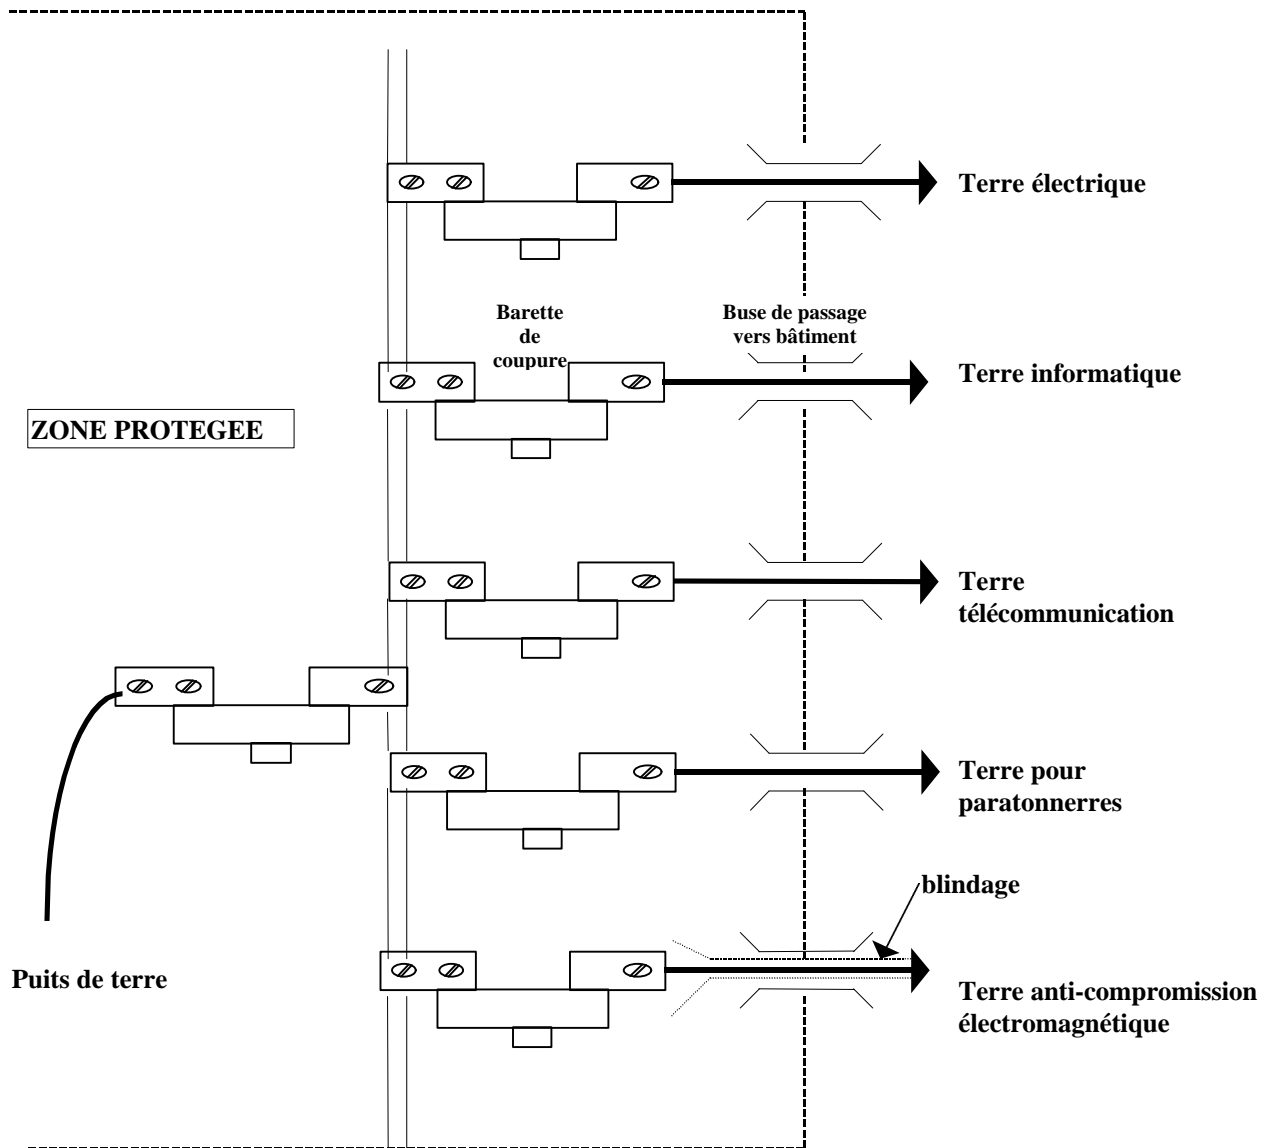 Terre électrique
Barette
de
coupure
Buse de passage
vers bâtiment
Terre informatique
ZONE PROTEGEE
Terre
télécommunication
Terre pour
paratonnerres
blindage
Puits de terre
Terre anti-compromission
électromagnétique